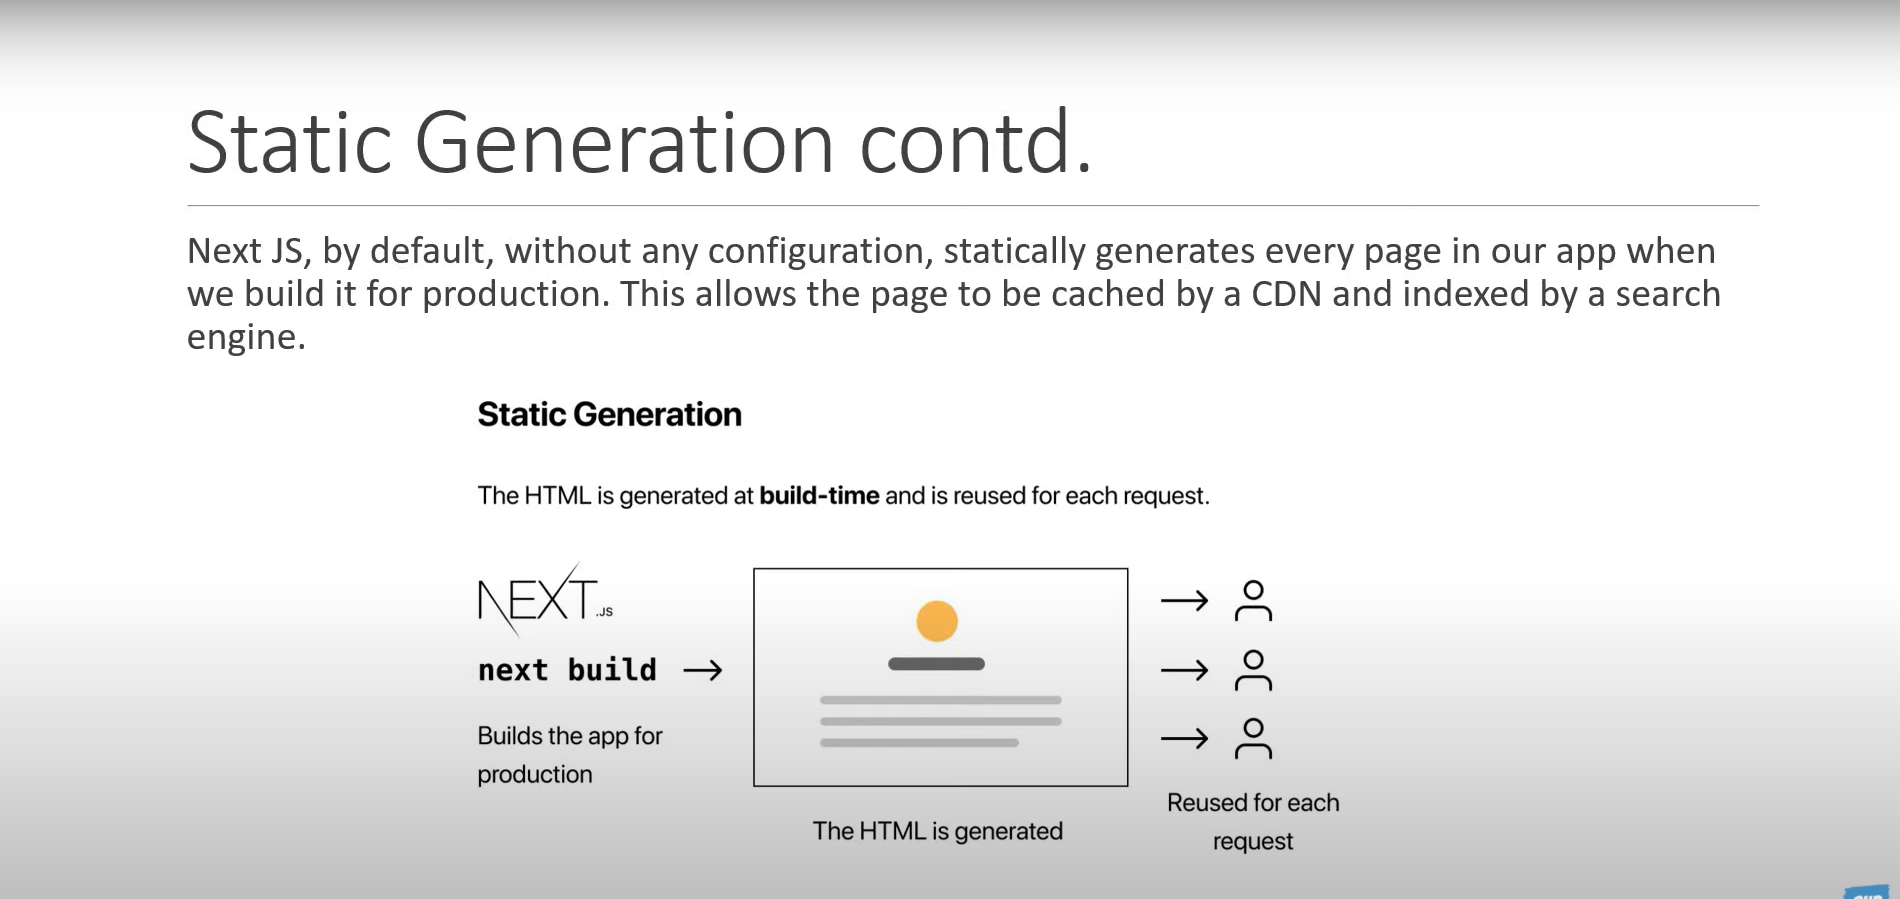 Static Generation contd.
Next JS, by default, without any configuration, statically generates every page in our app when
we build it for production. This allows the page to be cached by a CDN and indexed by a search
engine.
Static Generation
The HTML is generated at build-time and is reused for each request.
NEXT.JS
next build
Builds the app for
production
The HTML is generated
Reused for each
request